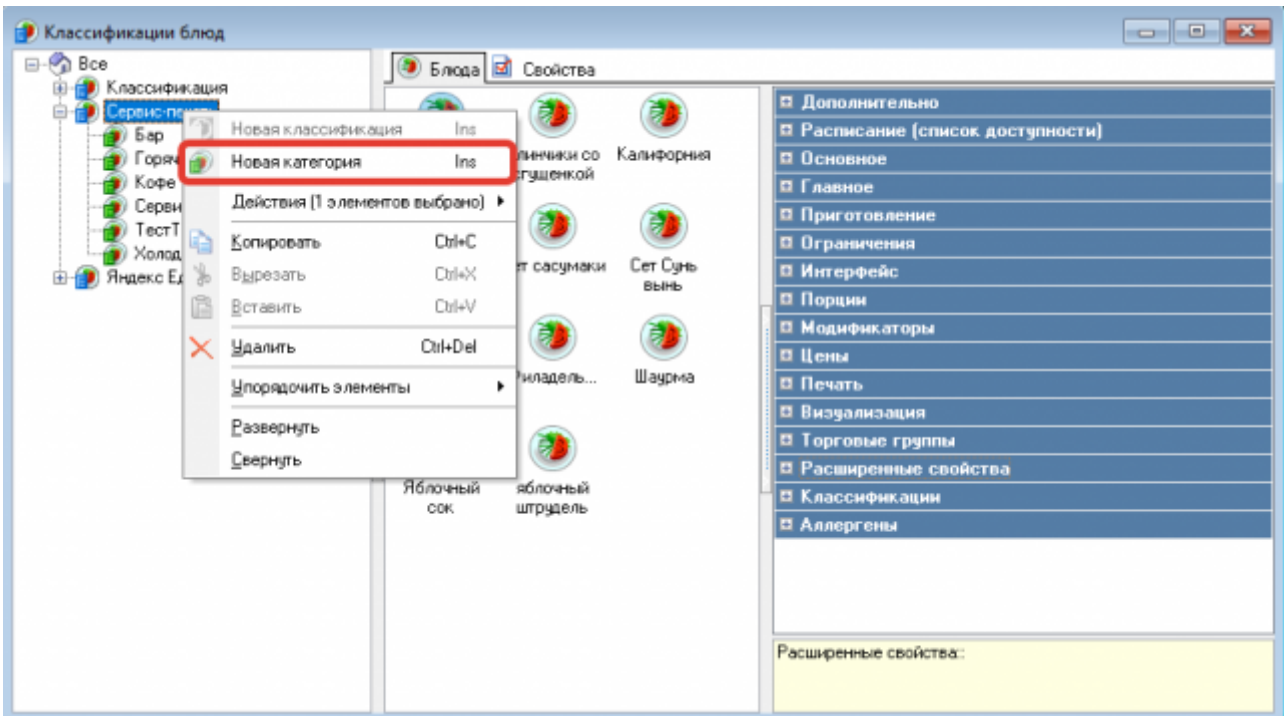 Классификации блюд
Все
Классификация
Бар
Кофе
Яндекс
Новая классификация Ins
Новая категория Ins
Действия (1 элементов выбрано)
Копировать Ctrl+C
Вырезать Ctrl+X
Вставить Ctrl+V
Удалить Ctrl+Del
Упорядочить элементы
Развернуть
Свернуть
Блюда
Свойства
со
Калифорния
сасумаки
Сет Сунь
вынь
Шаурма
Яблочный
сок
яблочный
штрудель
Дополнительно
Расписание (список доступности)
Основное
Главное
Приготовление
Ограничения
Интерфейс
Порции
Модификаторы
Цены
Печать
Визуализация
Торговые группы
Расширенные свойства
Классификации
Аллергены
Расширенные свойства::